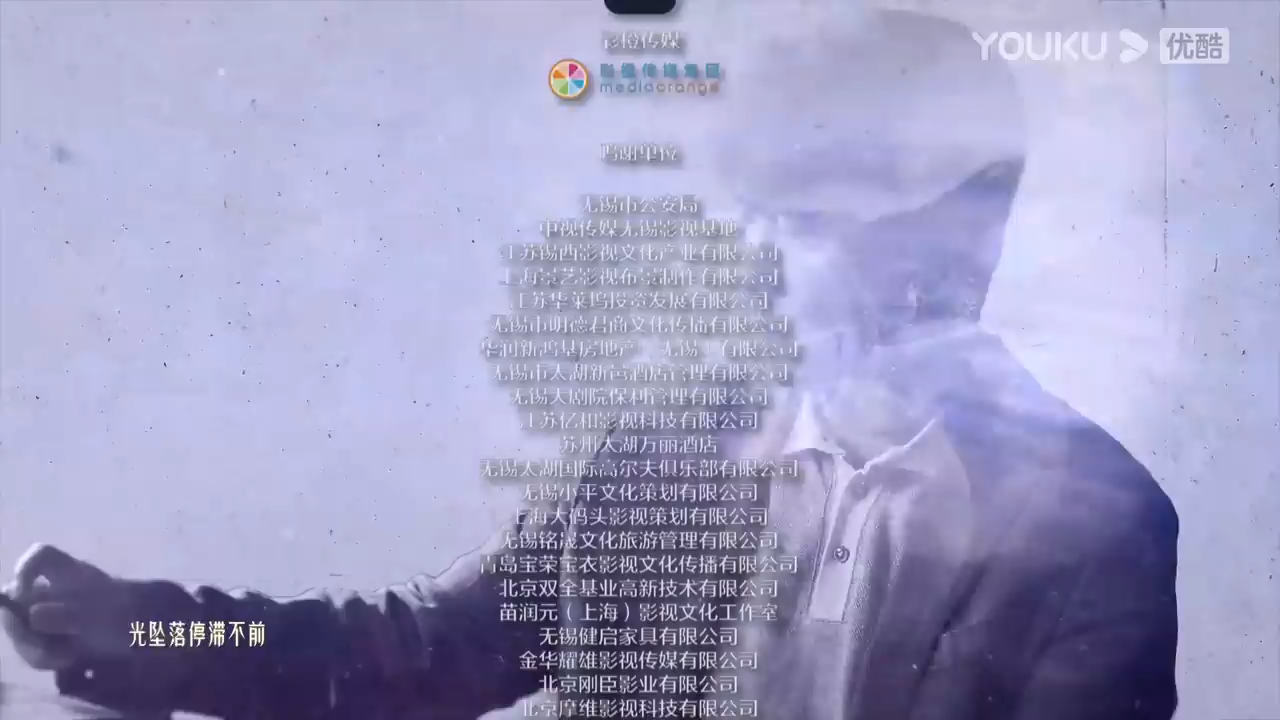 YOUKU 优酷
影橙传媒
影橙传媒集团
mediaorange
鸣谢单位
无锡市公安局
中视传媒无锡影视基地
江苏锡西影视文化产业有限公司
上海景艺影视布景制作有限公司
江苏华莱坞投资发展有限公司
无锡市明德君商文化传播有限公司
华润新鸿基房地产（无锡）有限公司
无锡市太湖新邑酒店管理有限公司
无锡大剧院保利管理有限公司
江苏亿和影视科技有限公司
苏州太湖万丽酒店
无锡太湖国际高尔夫俱乐部有限公司
无锡小平文化策划有限公司
上海大码头影视策划有限公司
无锡铭晟文化旅游管理有限公司
青岛宝荣宝衣影视文化传播有限公司
北京双全基业高新技术有限公司
苗润元（上海）影视文化工作室
无锡健启家具有限公司
光坠落停滞不前
金华耀雄影视传媒有限公司
北京刚臣影业有限公司
北京摩维影视科技有限公司